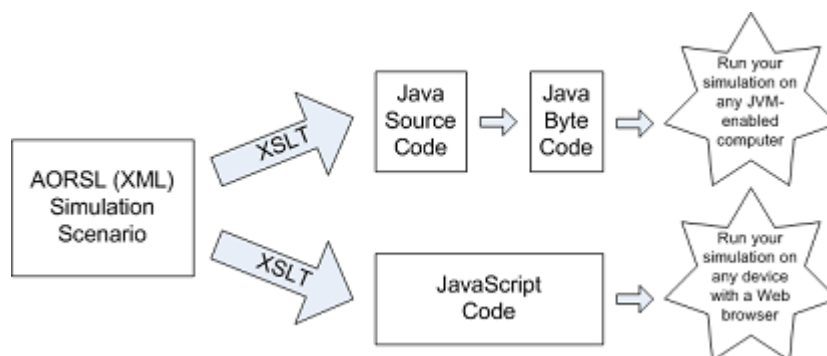 AORSL (XML)
Simulation
Scenario
XSLT
Java
Source
Code
Java
Byte
Code
Run your
simulation on
any JVM-
enabled
computer
XSLT
JavaScript
Code
Run your
simulation on
any device
with a Web
browser